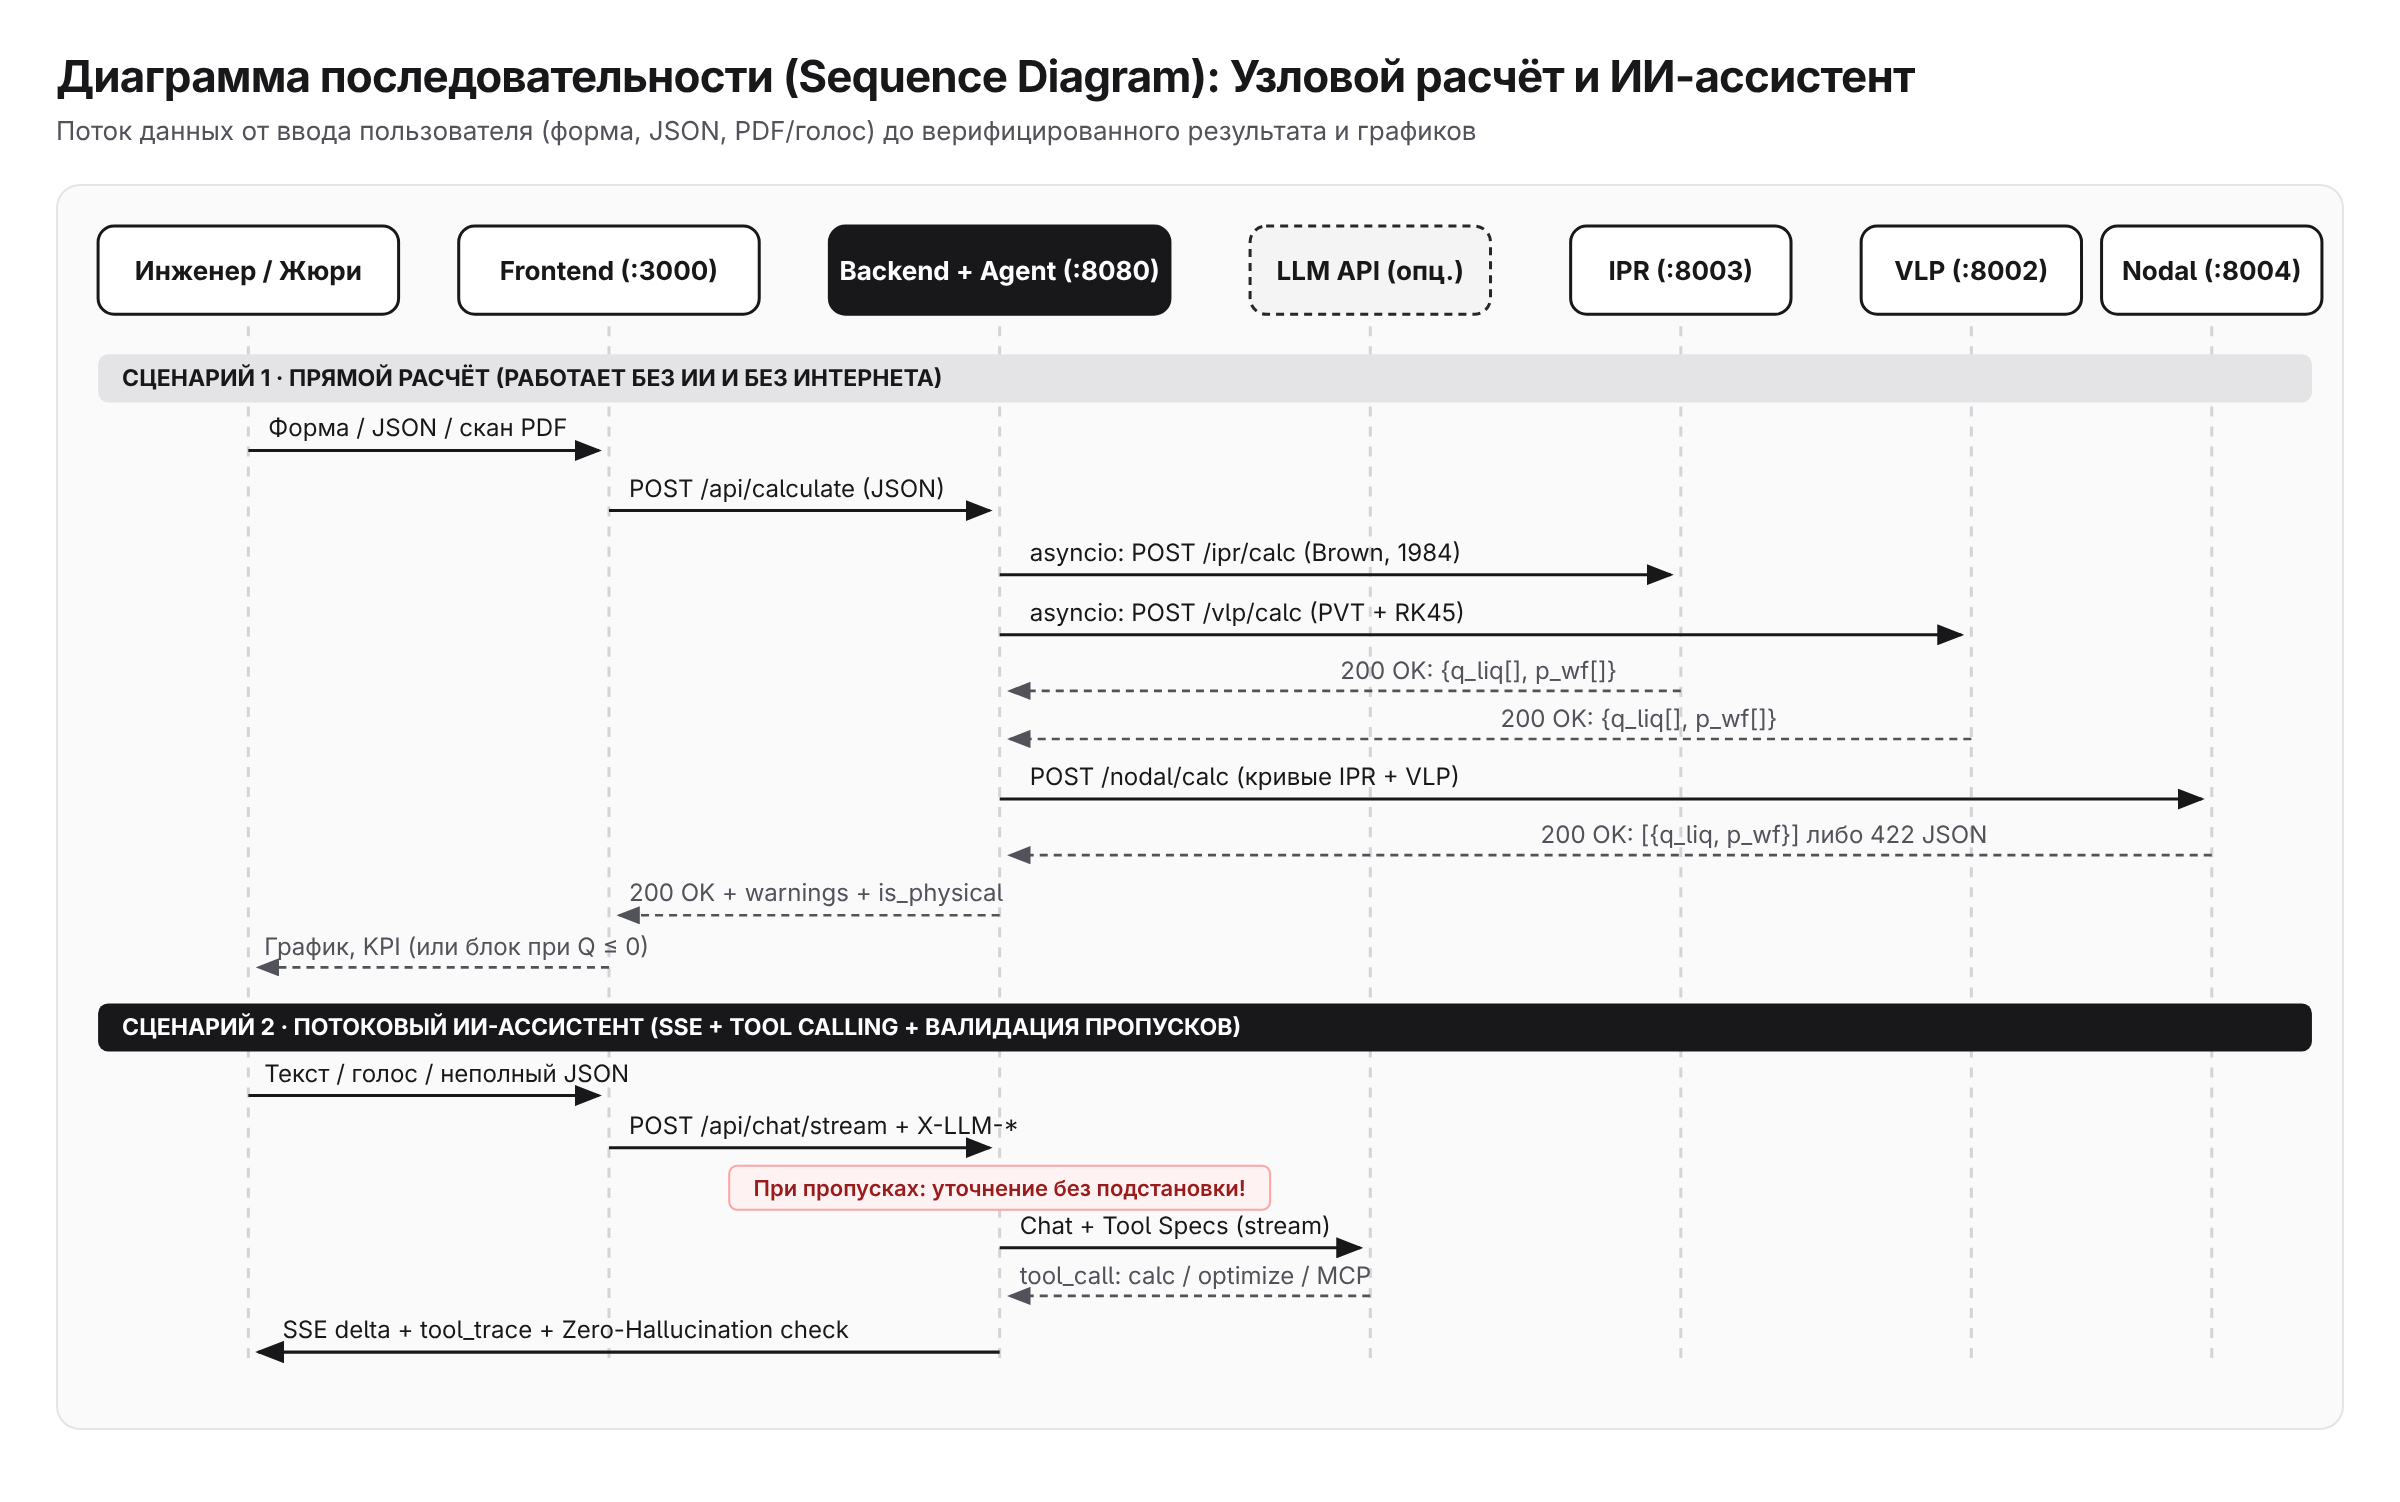 Диаграмма последовательности (Sequence Diagram): Узловой расчёт и ИИ-ассистент
Поток данных от ввода пользователя (форма, JSON, PDF/голос) до верифицированного результата и графиков
Инженер / Жюри
Frontend (:3000)
Backend + Agent (:8080)
LLM API (опц.)
IPR (:8003)
VLP (:8002)
Nodal (:8004)
СЦЕНАРИЙ 1 · ПРЯМОЙ РАСЧЁТ (РАБОТАЕТ БЕЗ ИИ И БЕЗ ИНТЕРНЕТА)
Форма / JSON / скан PDF
POST /api/calculate (JSON)
asyncio: POST /ipr/calc (Brown, 1984)
asyncio: POST /vlp/calc (PVT + RK45)
200 OK: {q_liq[], p_wf[]}
200 OK: {q_liq[], p_wf[]}
POST /nodal/calc (кривые IPR + VLP)
200 OK: [{q_liq, p_wf}] либо 422 JSON
200 OK + warnings + is_physical
График, KPI (или блок при Q ≤ 0)
СЦЕНАРИЙ 2 · ПОТОКОВЫЙ ИИ-АССИСТЕНТ (SSE + TOOL CALLING + ВАЛИДАЦИЯ ПРОПУСКОВ)
Текст / голос / неполный JSON
POST /api/chat/stream + X-LLM-*
При пропусках: уточнение без подстановки!
Chat + Tool Specs (stream)
tool_call: calc / optimize / MCP
SSE delta + tool_trace + Zero-Hallucination check